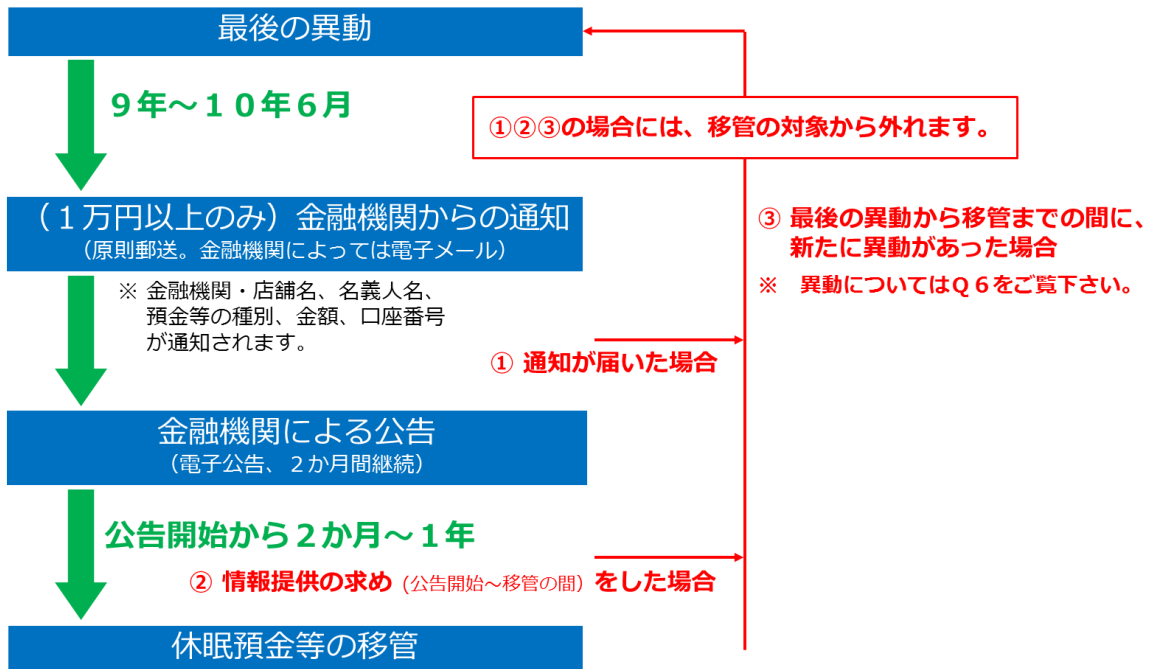 最後の異動
9年~10年6月
①②③の場合には、移管の対象から外れます。
(1万円以上のみ)金融機関からの通知
(原則郵送。金融機関によっては電子メール)
③ 最後の異動から移管までの間に、
新たに異動があった場合
※ 異動についてはQ6をご覧下さい。
※ 金融機関・店舗名、名義人名、
預金等の種別、金額、口座番号
が通知されます。
① 通知が届いた場合
金融機関による公告
(電子公告、2か月間継続)
公告開始から2か月~1年
② 情報提供の求め (公告開始~移管の間) をした場合
休眠預金等の移管